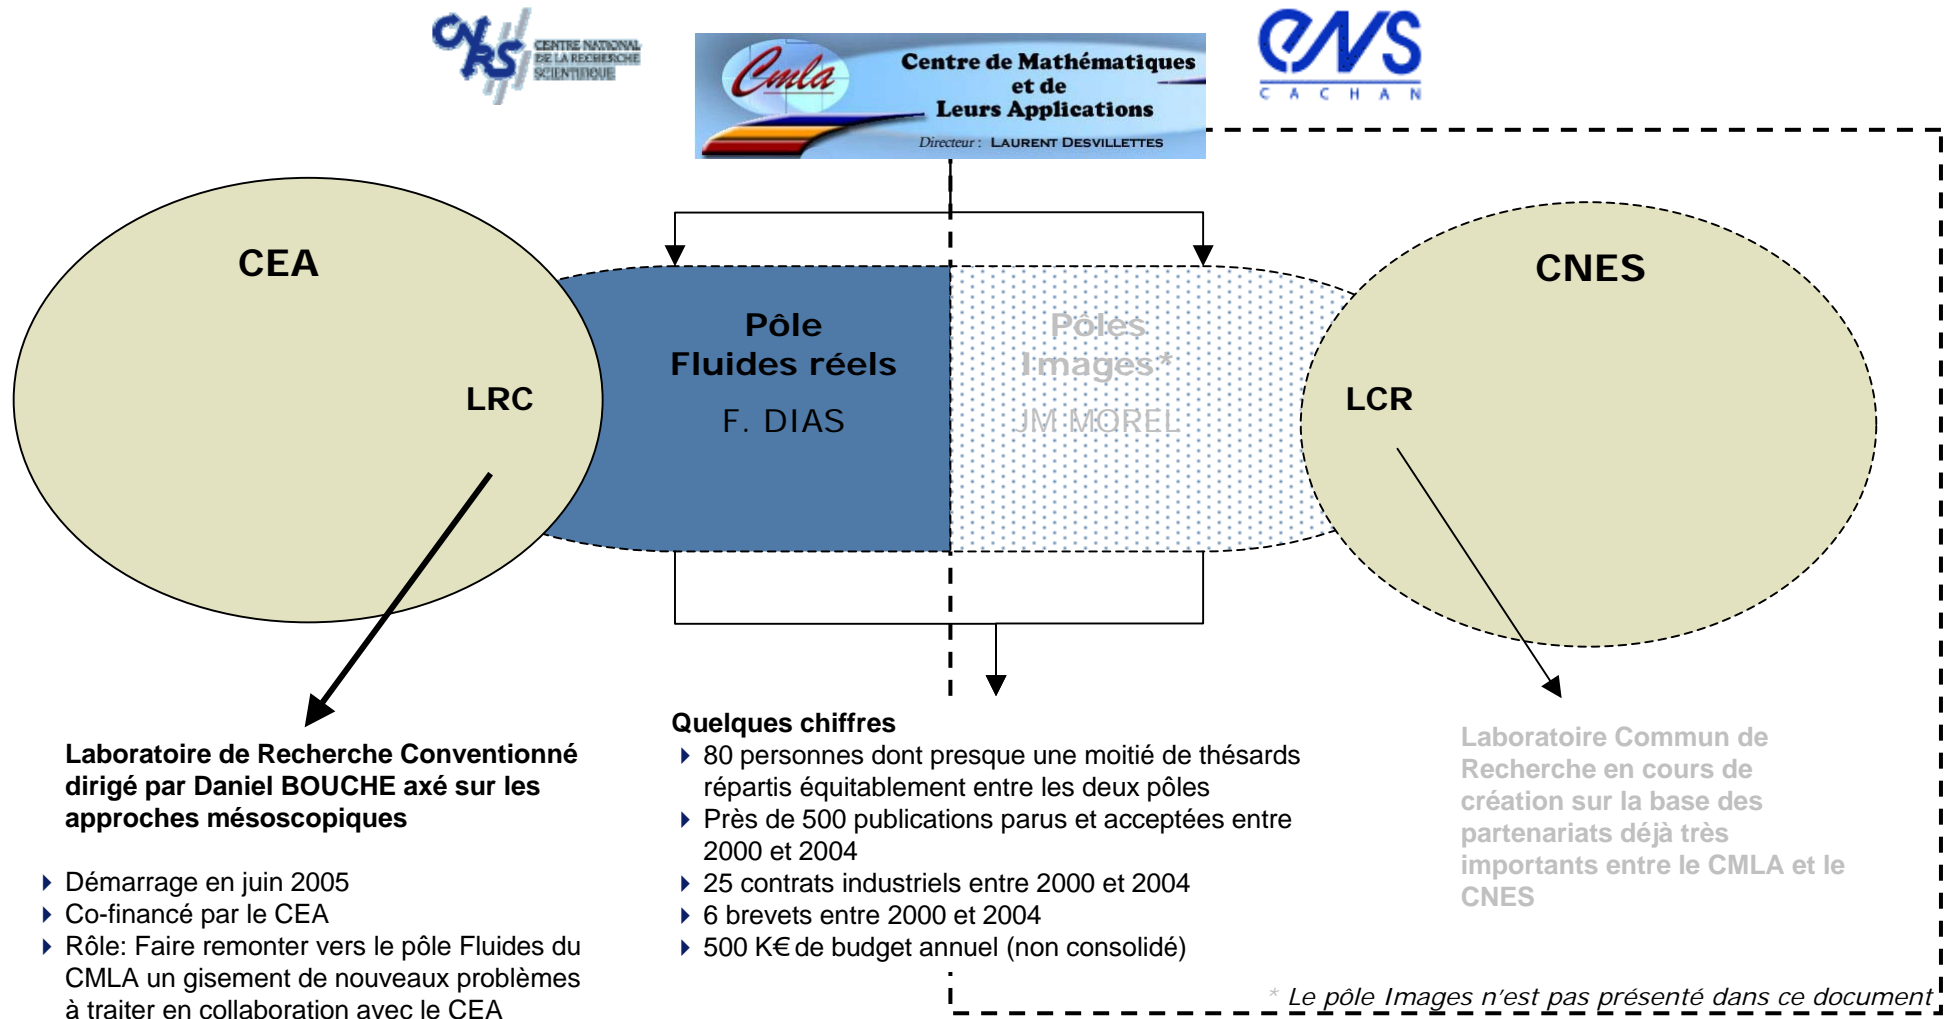 CNRS
CENTRE NATIONAL
DE LA RECHERCHE
SCIENTIFIQUE
Cmla
Centre de Mathématiques
et de
Leurs Applications
Directeur : LAURENT DESVILLETTES
ENS
CACHAN
CEA
LRC
Pôle
Fluides réels
F. DIAS
Pôles
Images*
JM MOREL
CNES
LCR
Laboratoire de Recherche Conventionné
dirigé par Daniel BOUCHE axé sur les
approches mésoscopiques
Démarrage en juin 2005
Co-financé par le CEA
Rôle: Faire remonter vers le pôle Fluides du
CMLA un gisement de nouveaux problèmes
à traiter en collaboration avec le CEA
Quelques chiffres
80 personnes dont presque une moitié de thésards
répartis équitablement entre les deux pôles
Près de 500 publications parus et acceptées entre
2000 et 2004
25 contrats industriels entre 2000 et 2004
6 brevets entre 2000 et 2004
500 K€ de budget annuel (non consolidé)
Laboratoire Commun de
Recherche en cours de
création sur la base des
partenariats déjà très
importants entre le CMLA et le
CNES
* Le pôle Images n'est pas présenté dans ce document